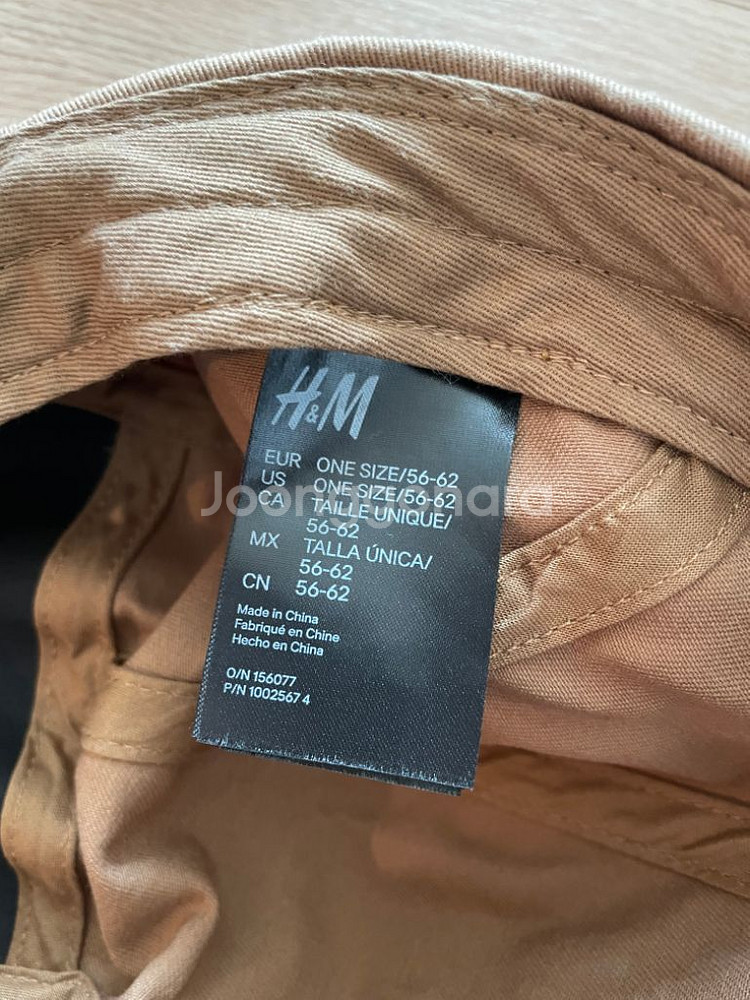 H&M
EUR ONE SIZE/56-62
US ONE SIZE/56-62
CA TAILLE UNIQUE/
56-62
MX TALLA ÚNICA/
56-62
CN 56-62
Made in China
Fabriqué en Chine
Hecho en China
O/N 156077
P/N 1002567 4
Joonggonara